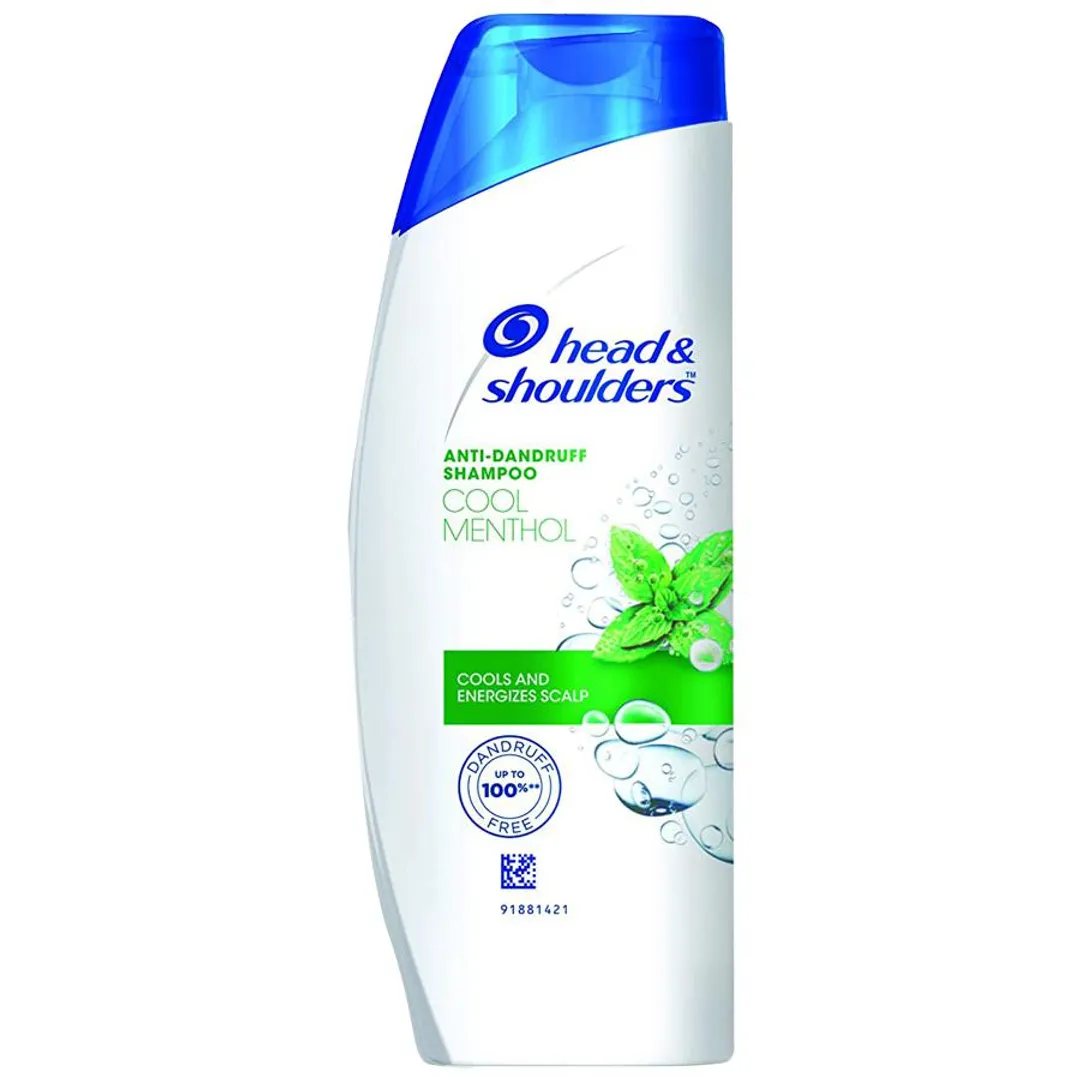 head &
shoulders™
ANTI-DANDRUFF
SHAMPOO
COOL
MENTHOL
COOLS AND
ENERGIZES SCALP
DANDRUFF
UP TO
100%**
FREE
91881421